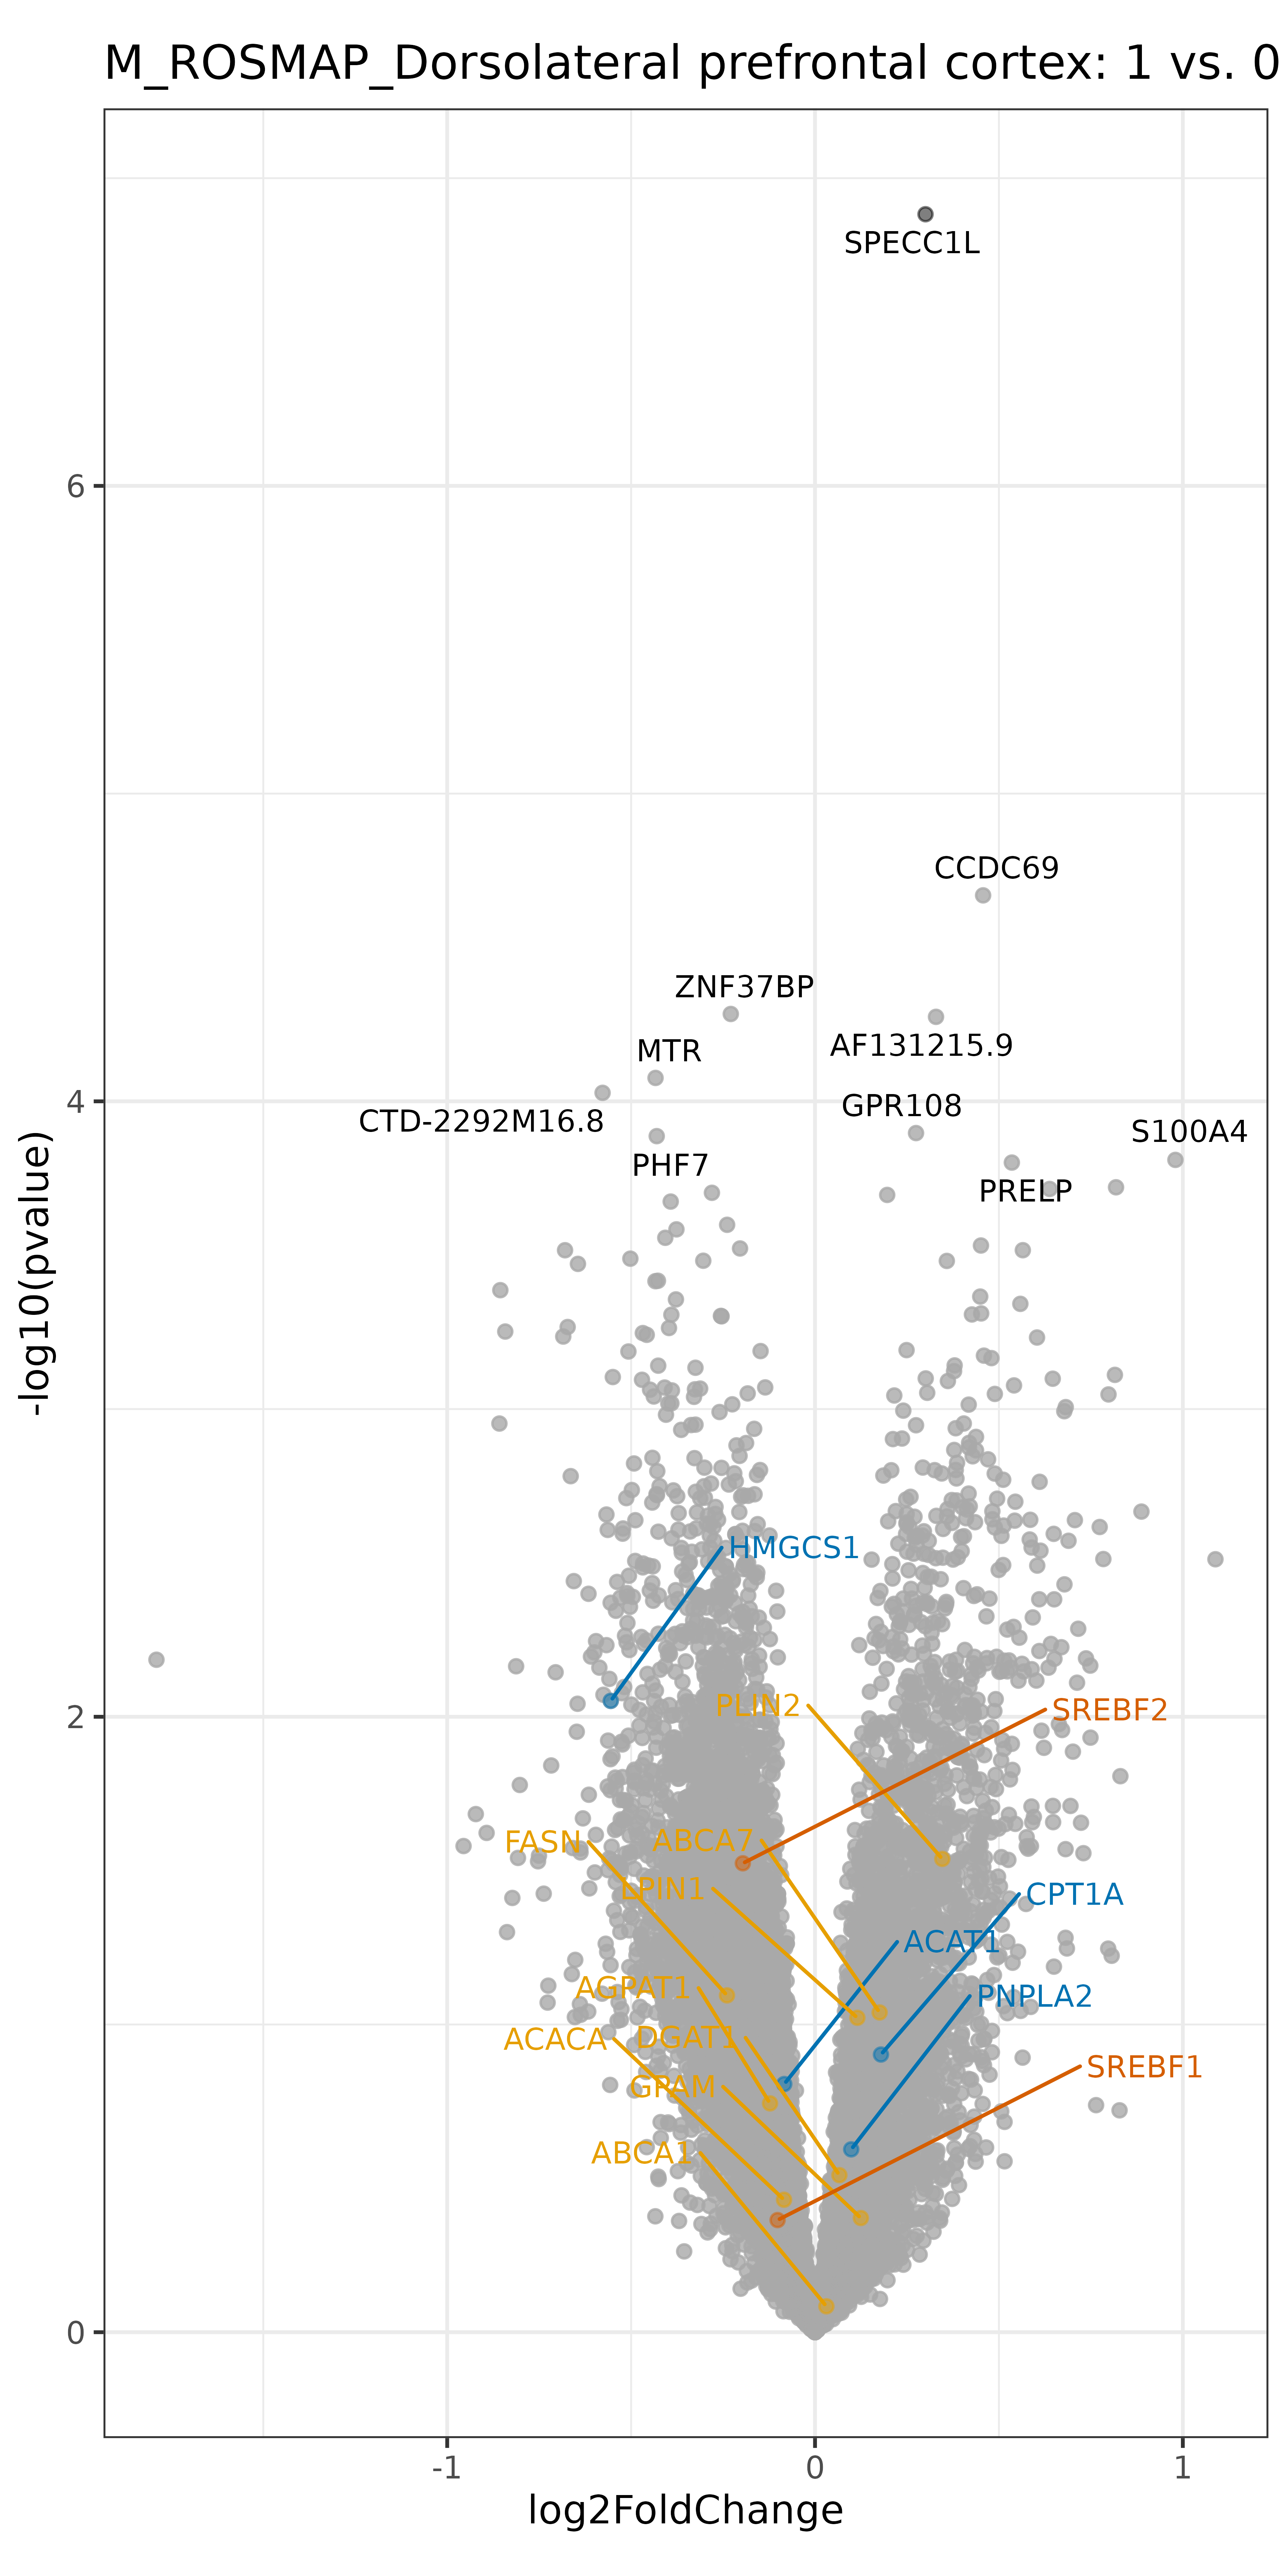 M_ROSMAP_Dorsolateral prefrontal cortex: 1 vs. 0
SPECC1L
6
CCDC69
ZNF37BP
AF131215.9
MTR
4
GPR108
CTD-2292M16.8
S100A4
PHF7
PRELP
-log10(pvalue)
HMGCS1
PLIN2
SREBF2
2
FASN
ABCA7
LPIN1
CPT1A
ACAT1
AGPAT1
PNPLA2
ACACA
DGAT1
SREBF1
GPAM
ABCA1
0
-1
0
1
log2FoldChange